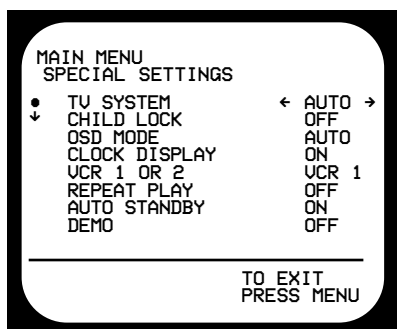 MAIN MENU
SPECIAL SETTINGS
● TV SYSTEM ← AUTO →
↓ CHILD LOCK OFF
OSD MODE AUTO
CLOCK DISPLAY ON
VCR 1 OR 2 VCR 1
REPEAT PLAY OFF
AUTO STANDBY ON
DEMO OFF
TO EXIT
PRESS MENU